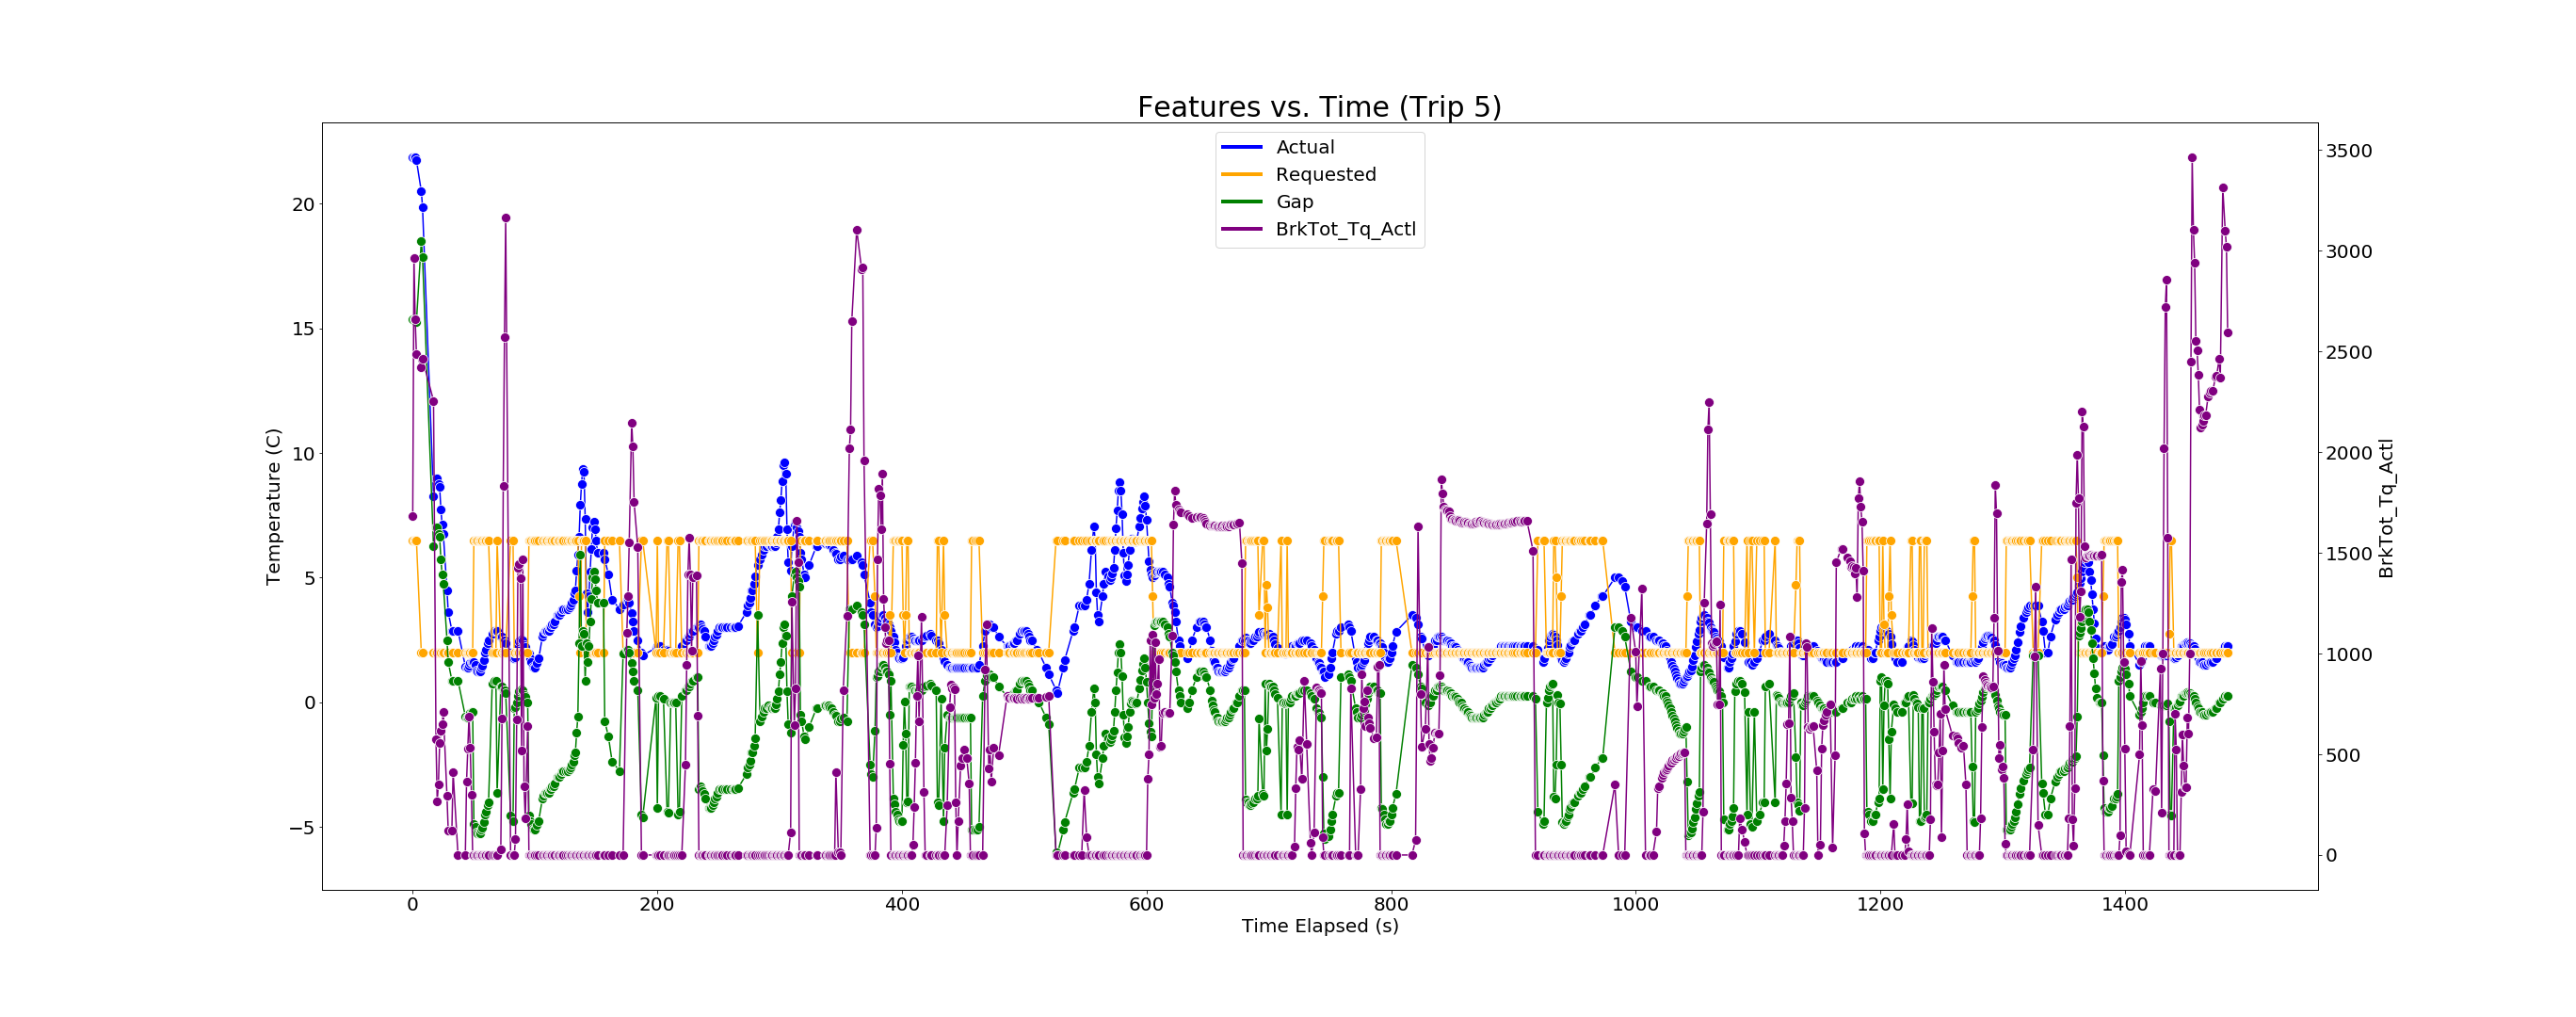 Features vs. Time (Trip 5)
Actual
Requested
Gap
BrkTot_Tq_Actl
Temperature (C)
20
15
10
5
0
−5
3500
3000
2500
2000
1500
1000
500
0
BrkTot_Tq_Actl
0 200 400 600 800 1000 1200 1400
Time Elapsed (s)